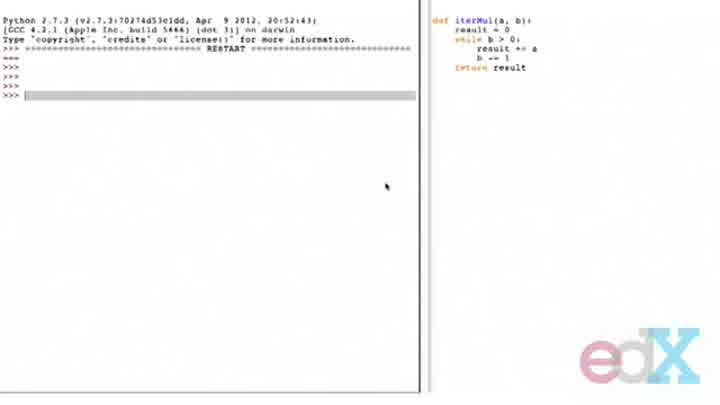 Python 2.7.3 (v2.7.3:70274d53c1dd, Apr  9 2012, 20:52:43)
[GCC 4.2.1 (Apple Inc. build 5666) (dot 3)] on darwin
Type "copyright", "credits" or "license()" for more information.
>>> ================================ RESTART ================================
>>>
>>>
>>>
>>>
def iterMul(a, b):
    result = 0
    while b > 0:
        result += a
        b -= 1
    return result
edX